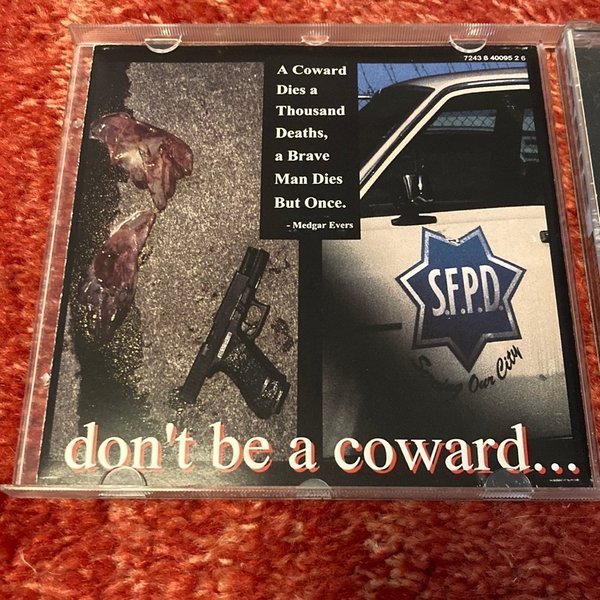 7243 8 40095 2 6
A Coward
Dies a
Thousand
Deaths,
a Brave
Man Dies
But Once.
- Medgar Evers
S.F.P.D.
Our City
don't be a coward...